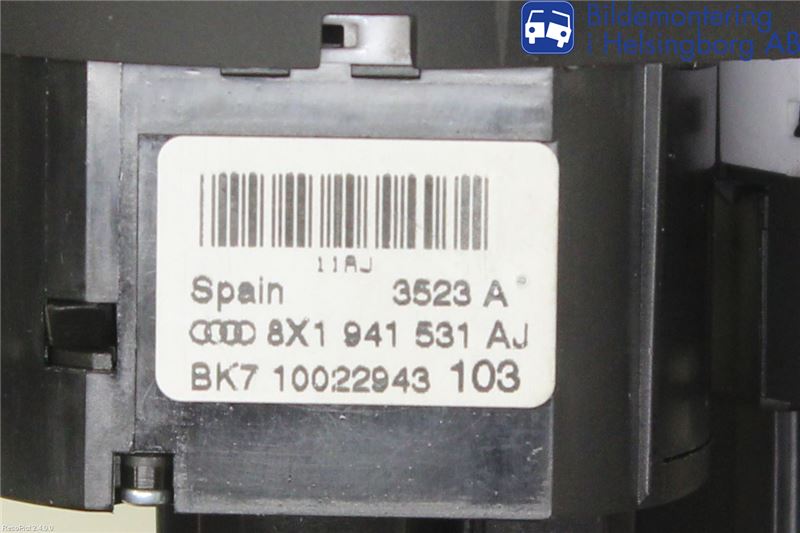 Bildemontering
i Helsingborg AB
11AJ
Spain 3523 A
8X1 941 531 AJ
BK7 10022943 103